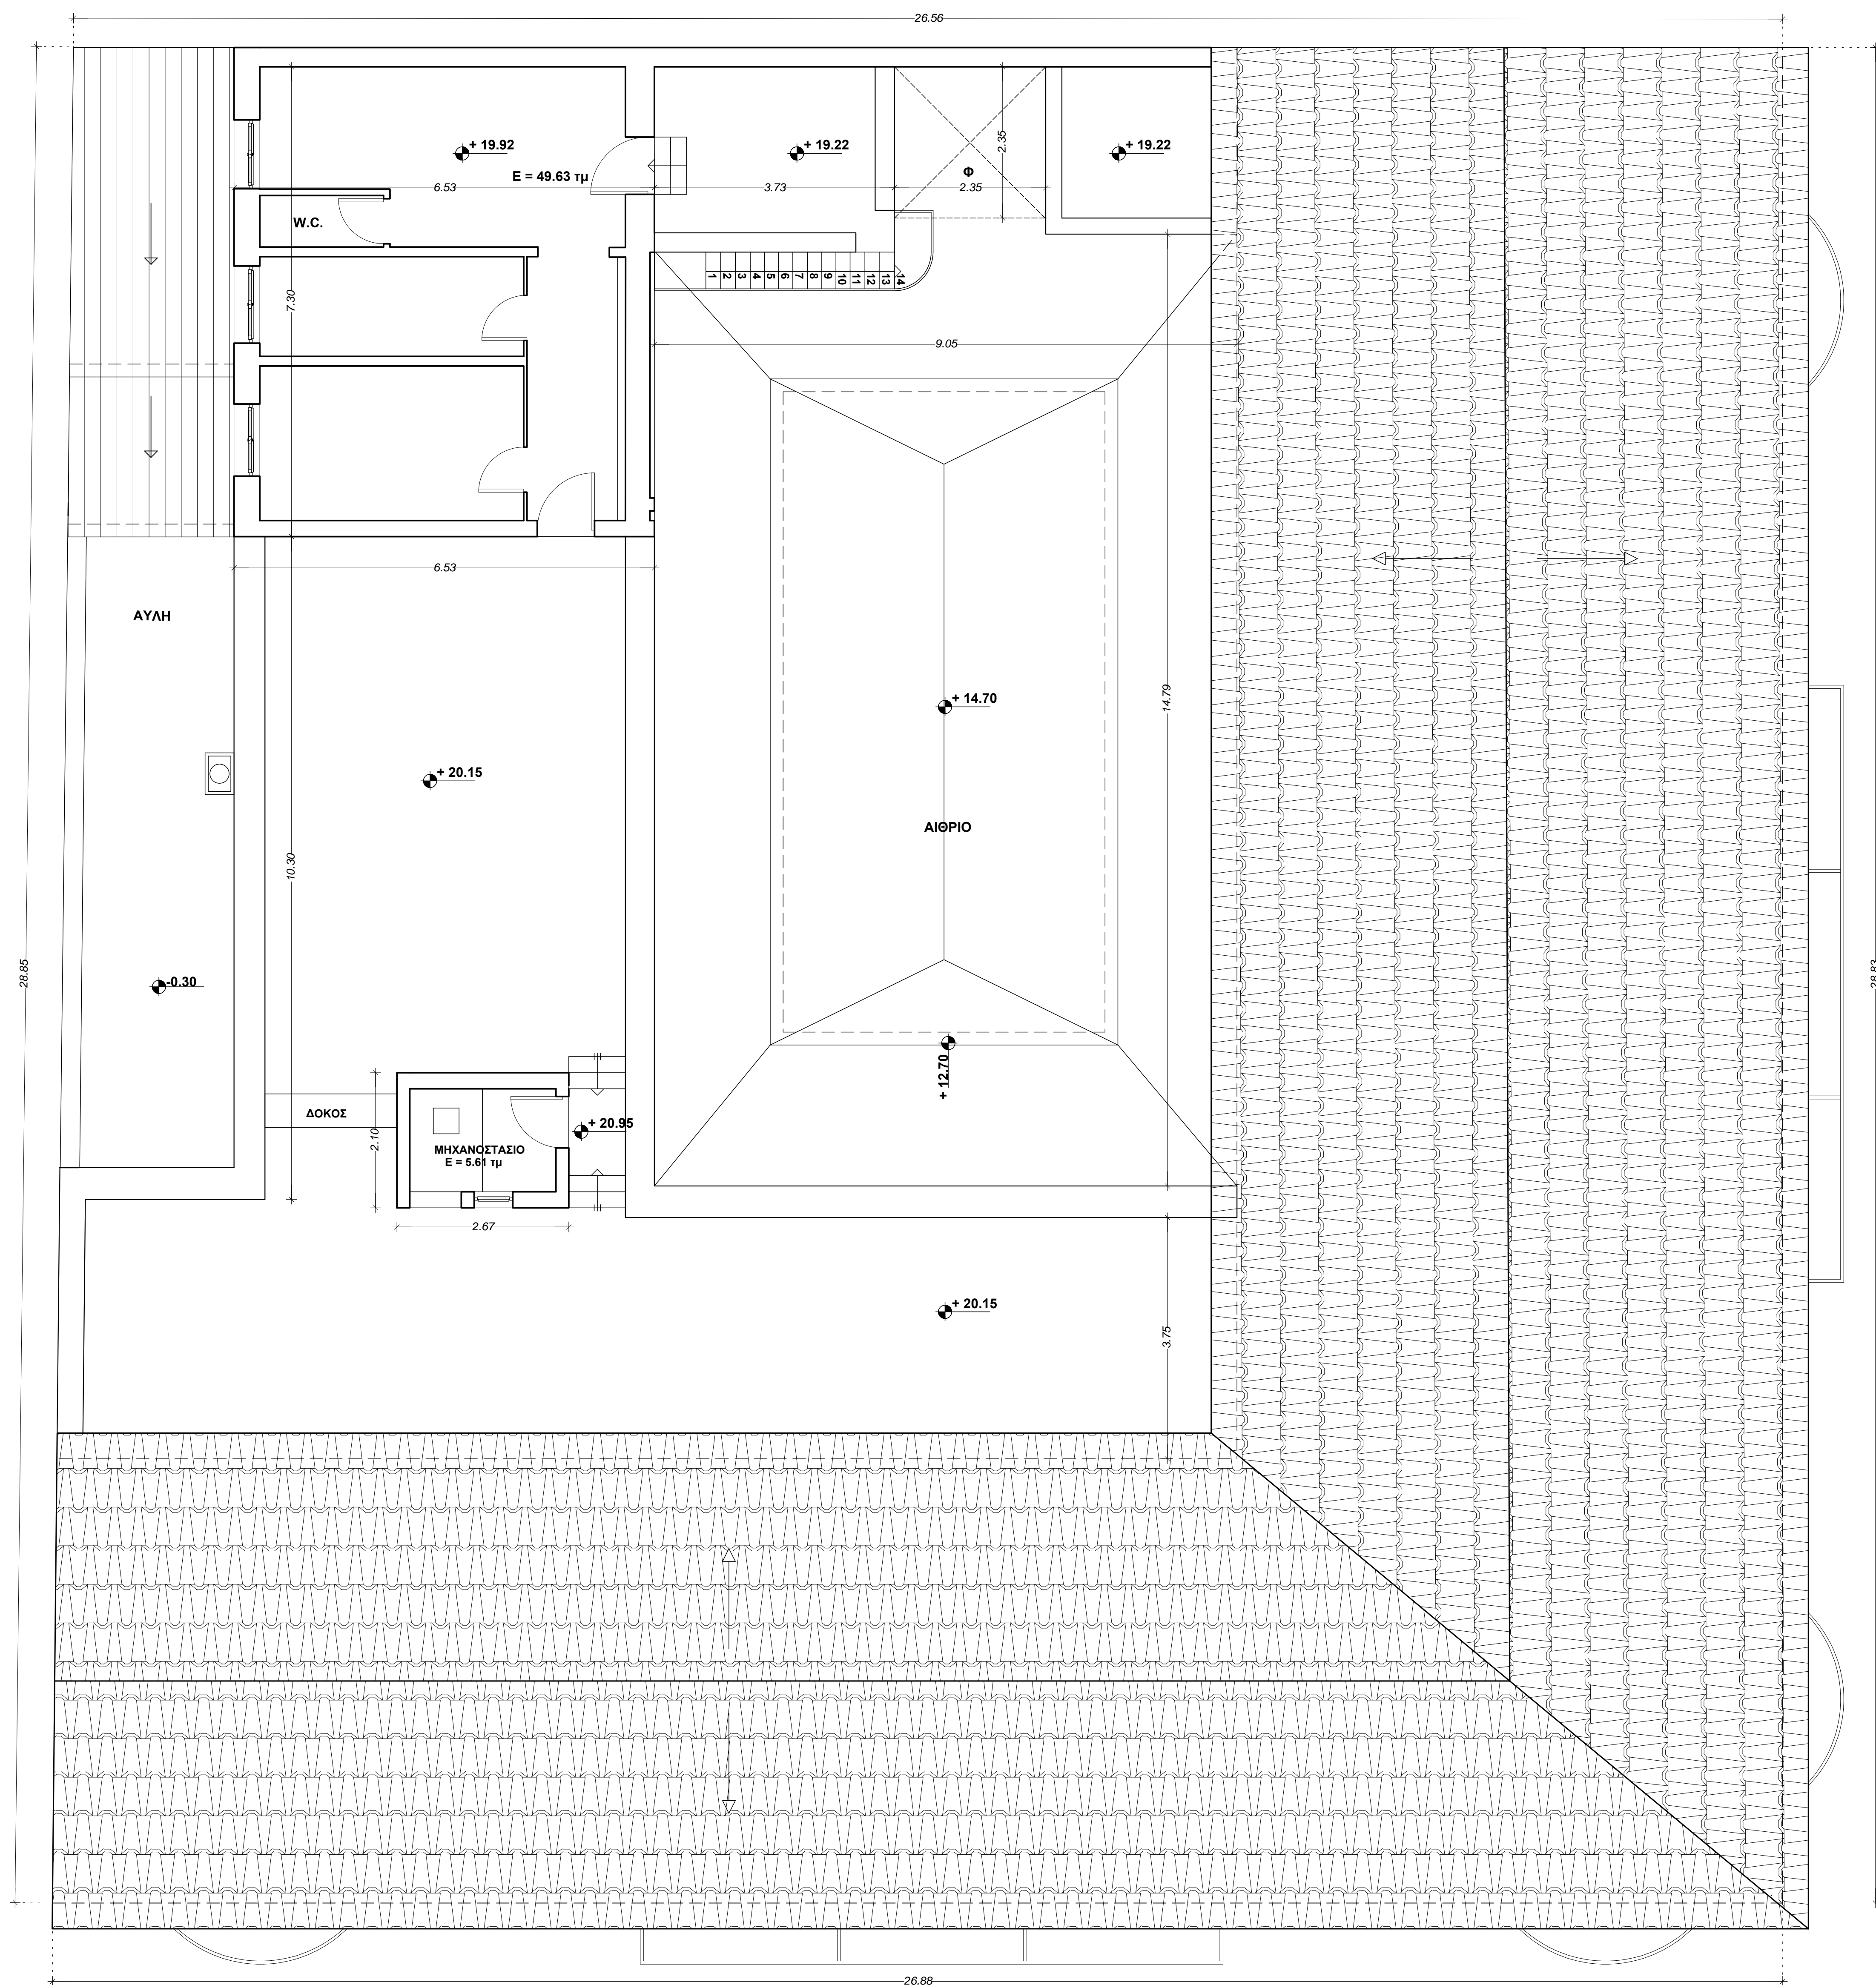 26.56
+ 19.92
+ 19.22
+ 19.22
2.35
E = 49.63 τμ
Φ
6.53
3.73
2.35
W.C.
1 2 3 4 5 6 7 8 9 10 11 12 13 14
7.30
9.05
6.53
ΑΥΛΗ
14.79
+ 14.70
+ 20.15
ΑΙΘΡΙΟ
10.30
28.85
28.83
-0.30
+ 12.70
ΔΟΚΟΣ
+ 20.95
2.10
ΜΗΧΑΝΟΣΤΑΣΙΟ
E = 5.61 τμ
2.67
+ 20.15
3.75
26.88